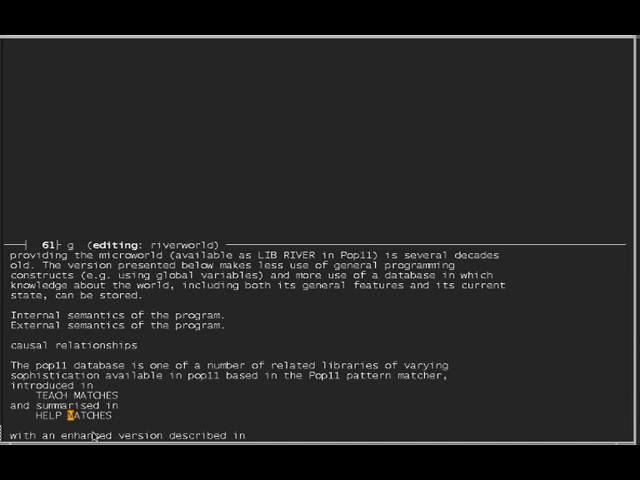 61 g (editing: riverworld)
providing the microworld (available as LIB RIVER in Pop11) is several decades
old. The version presented below makes less use of general programming
constructs (e.g. using global variables) and more use of a database in which
knowledge about the world, including both its general features and its current
state, can be stored.
Internal semantics of the program.
External semantics of the program.
causal relationships
The pop11 database is one of a number of related libraries of varying
sophistication available in pop11 based in the Pop11 pattern matcher,
introduced in
TEACH MATCHES
and summarised in
HELP MATCHES
with an enhanced version described in